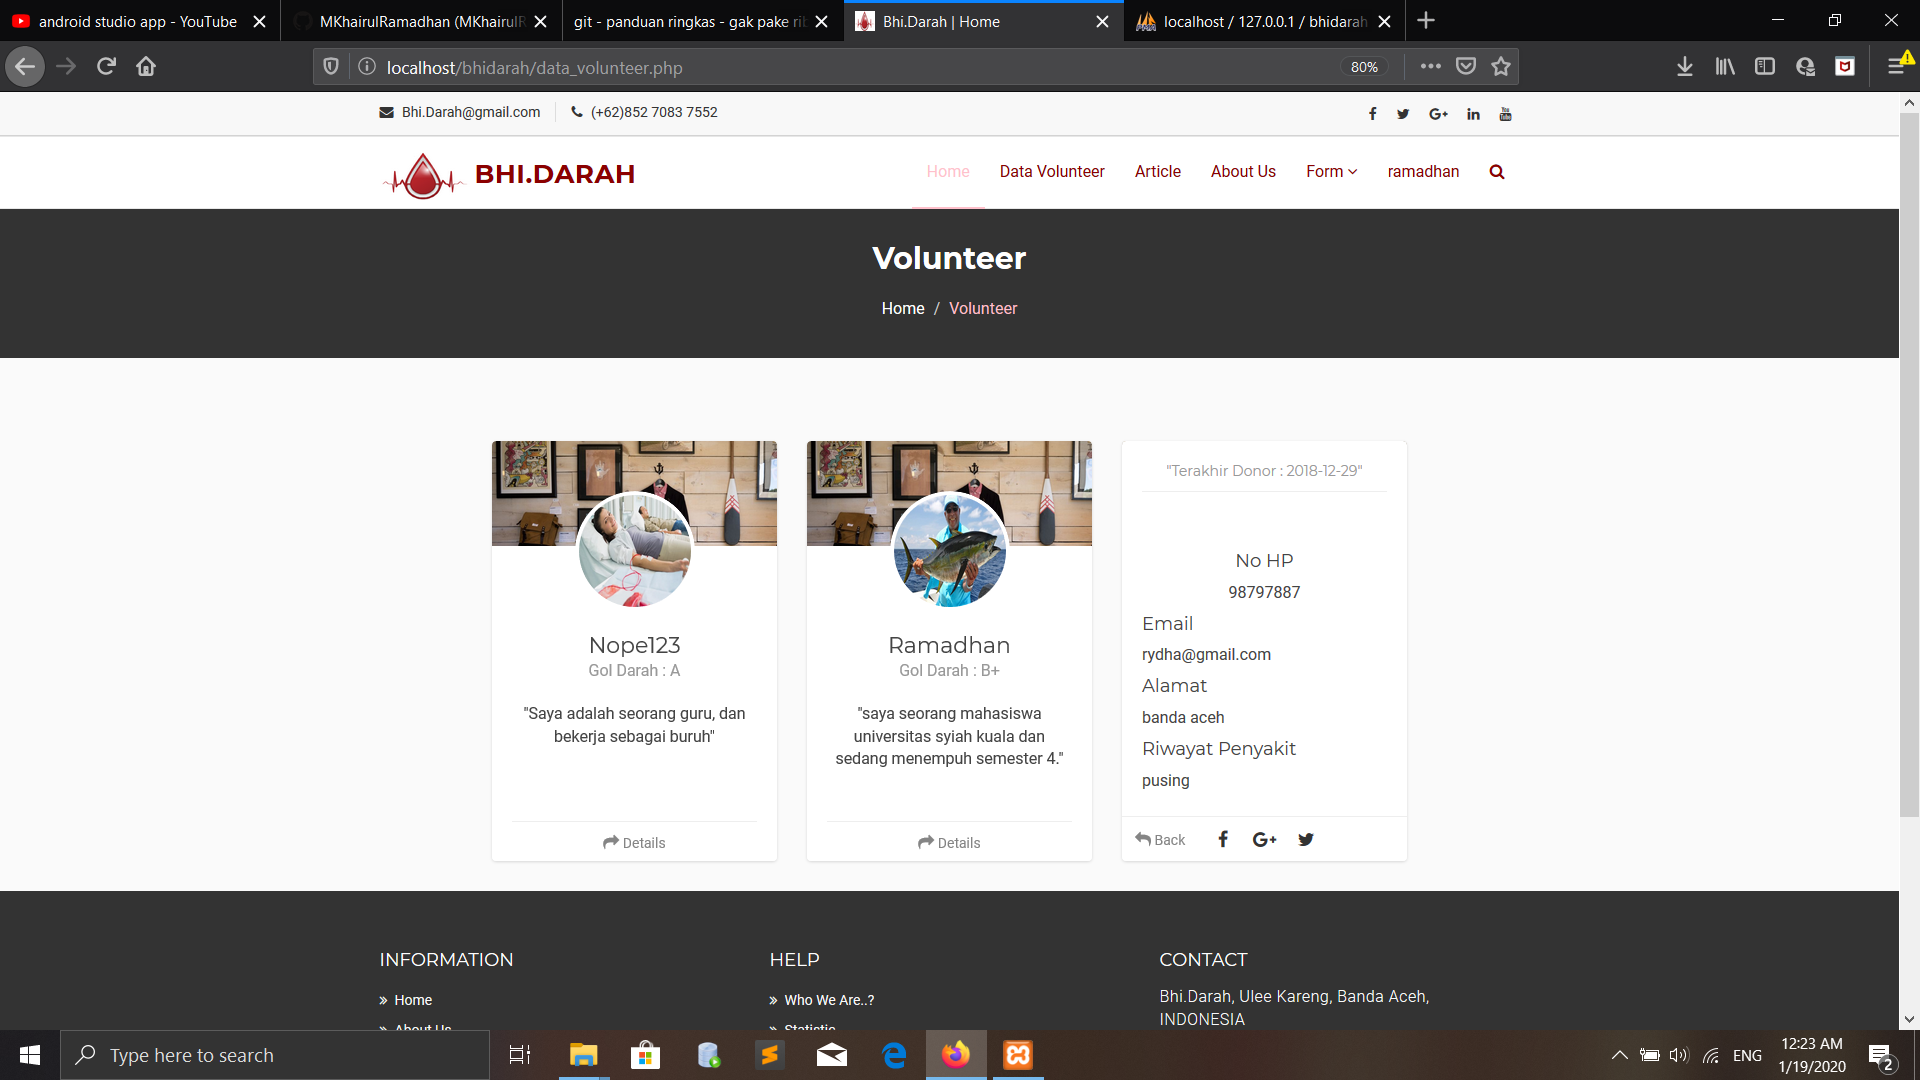 android studio app - YouTube
MKhairulRamadhan (MKhairulR
git - panduan ringkas - gak pake rib
Bhi.Darah | Home
localhost / 127.0.0.1 / bhidarah
localhost/bhidarah/data_volunteer.php
80%
Bhi.Darah@gmail.com
(+62)852 7083 7552
BHI.DARAH
Home
Data Volunteer
Article
About Us
Form
ramadhan
Volunteer
Home / Volunteer
Nope123
Gol Darah : A
"Saya adalah seorang guru, dan
bekerja sebagai buruh"
Details
Ramadhan
Gol Darah : B+
"saya seorang mahasiswa
universitas syiah kuala dan
sedang menempuh semester 4."
Details
"Terakhir Donor : 2018-12-29"
No HP
98797887
Email
rydha@gmail.com
Alamat
banda aceh
Riwayat Penyakit
pusing
Back
INFORMATION
Home
About Us
HELP
Who We Are..?
Statistic
CONTACT
Bhi.Darah, Ulee Kareng, Banda Aceh,
INDONESIA
Type here to search
ENG
12:23 AM
1/19/2020
2